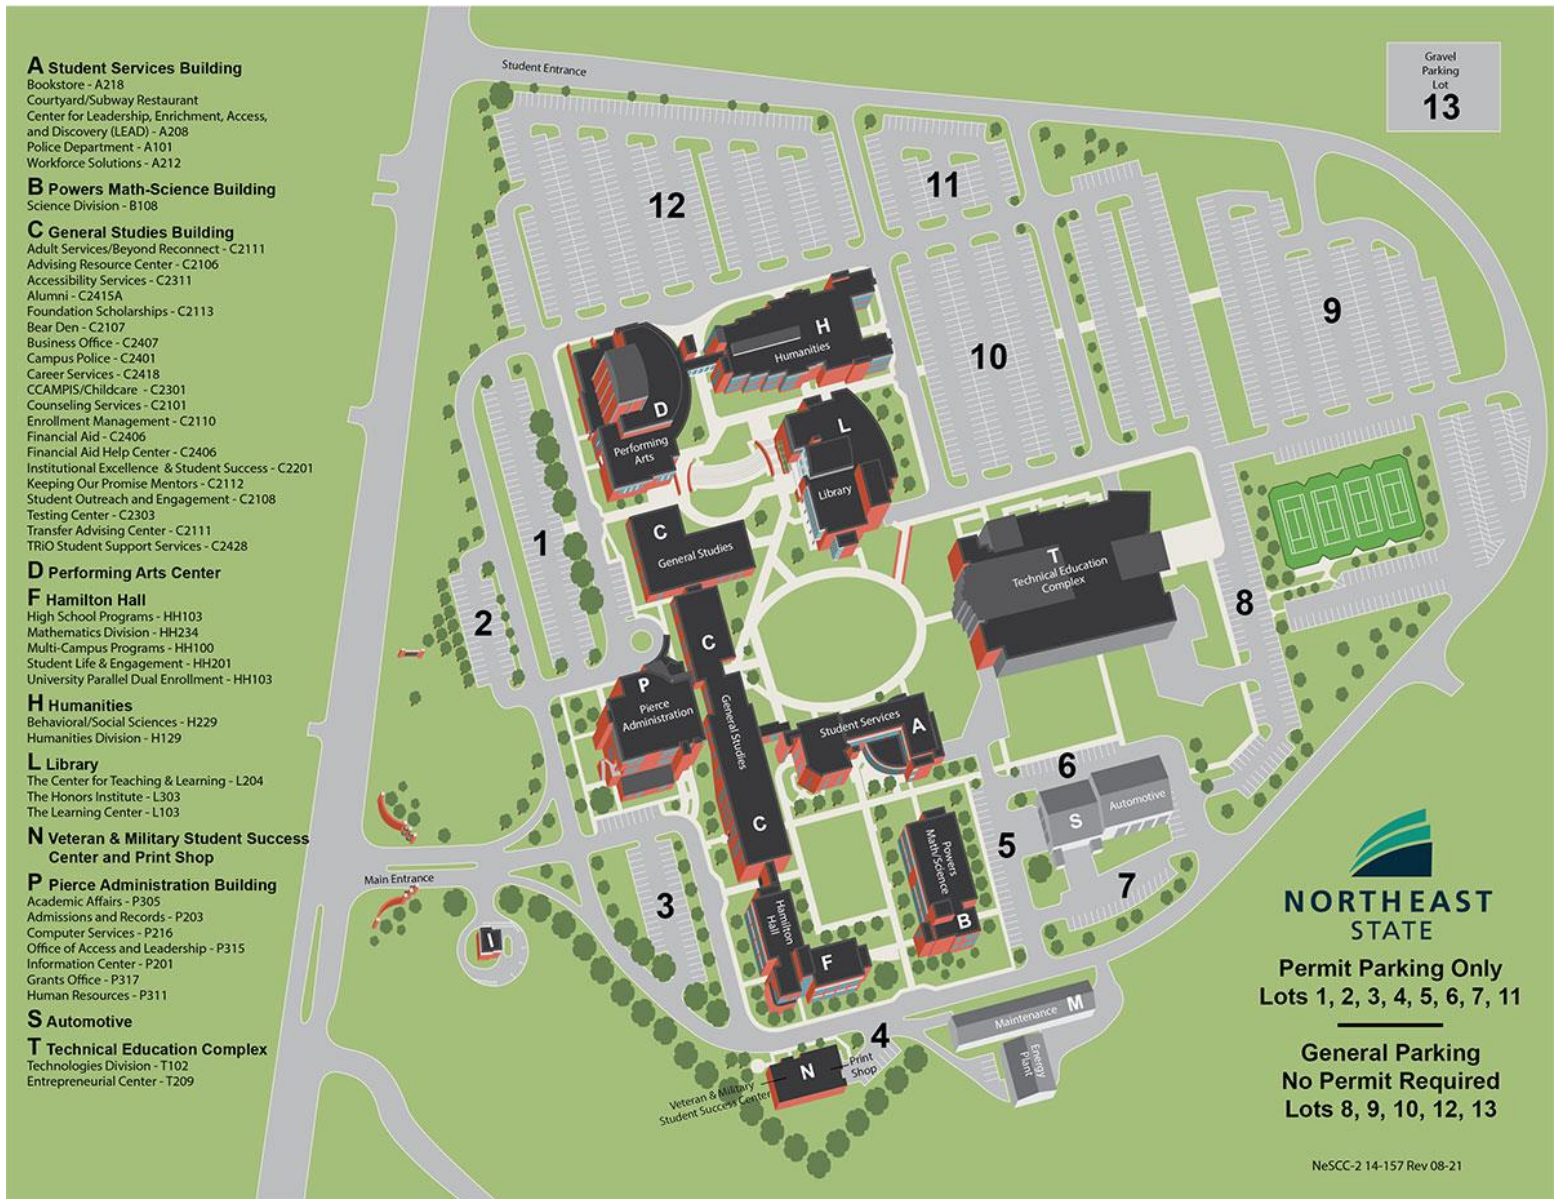 A Student Services Building
Bookstore - A218
Courtyard/Subway Restaurant
Center for Leadership, Enrichment, Access,
and Discovery (LEAD) - A208
Police Department - A101
Workforce Solutions - A212
B Powers Math-Science Building
Science Division - B108
C General Studies Building
Adult Services/Beyond Reconnect - C2111
Advising Resource Center - C2106
Accessibility Services - C2311
Alumni - C2415A
Foundation Scholarships - C2113
Bear Den - C2107
Business Office - C2407
Campus Police - C2401
Career Services - C2418
CCAMPIS/Childcare - C2301
Counseling Services - C2101
Enrollment Management - C2110
Financial Aid - C2406
Financial Aid Help Center - C2406
Institutional Excellence & Student Success - C2201
Keeping Our Promise Mentors - C2112
Student Outreach and Engagement - C2108
Testing Center - C2303
Transfer Advising Center - C2111
TRiO Student Support Services - C2428
D Performing Arts Center
F Hamilton Hall
High School Programs - HH103
Mathematics Division - HH234
Multi-Campus Programs - HH100
Student Life & Engagement - HH201
University Parallel Dual Enrollment - HH103
H Humanities
Behavioral/Social Sciences - H229
Humanities Division - H129
L Library
The Center for Teaching & Learning - L204
The Honors Institute - L303
The Learning Center - L103
N Veteran & Military Student Success
Center and Print Shop
P Pierce Administration Building
Academic Affairs - P305
Admissions and Records - P203
Computer Services - P216
Office of Access and Leadership - P315
Information Center - P201
Grants Office - P317
Human Resources - P311
S Automotive
T Technical Education Complex
Technologies Division - T102
Entrepreneurial Center - T209
Student Entrance
Gravel
Parking
Lot
13
12
11
10
9
H
Humanities
D
Performing
Arts
L
Library
C
General Studies
1
2
T
Technical Education
Complex
8
C
P
Pierce
Administration
General Studies
C
Student Services
A
6
S
Automotive
5
7
Powers
Math/Science
B
3
Main Entrance
I
Hamilton
Hall
F
4
Maintenance M
Energy
Plant
N
Print
Shop
Veteran & Military
Student Success Center
NORTHEAST
STATE
Permit Parking Only
Lots 1, 2, 3, 4, 5, 6, 7, 11
General Parking
No Permit Required
Lots 8, 9, 10, 12, 13
NeSCC-2 14-157 Rev 08-21